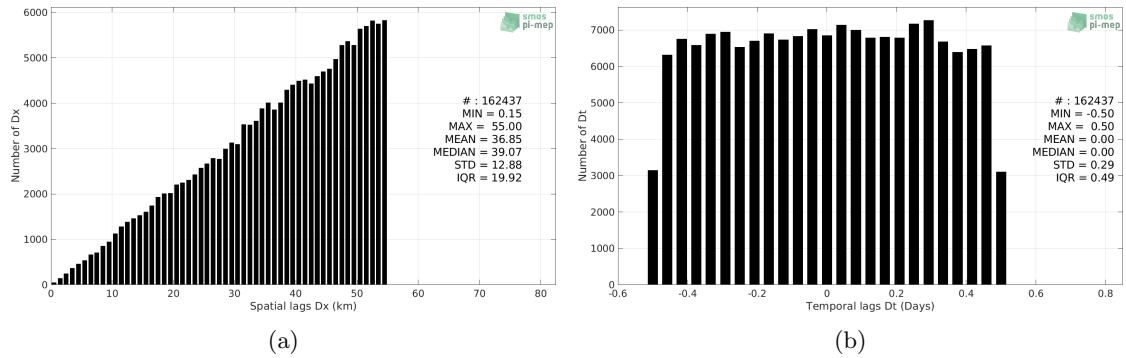 smos
pi-mep
6000
5000
4000
3000
2000
1000
0
Number of Dx
# : 162437
MIN = 0.15
MAX = 55.00
MEAN = 36.85
MEDIAN = 39.07
STD = 12.88
IQR = 19.92
0 10 20 30 40 50 60 70 80
Spatial lags Dx (km)
(a)
smos
pi-mep
7000
6000
5000
4000
3000
2000
1000
0
Number of Dt
# : 162437
MIN = -0.50
MAX = 0.50
MEAN = 0.00
MEDIAN = 0.00
STD = 0.29
IQR = 0.49
-0.6 -0.4 -0.2 0 0.2 0.4 0.6 0.8
Temporal lags Dt (Days)
(b)